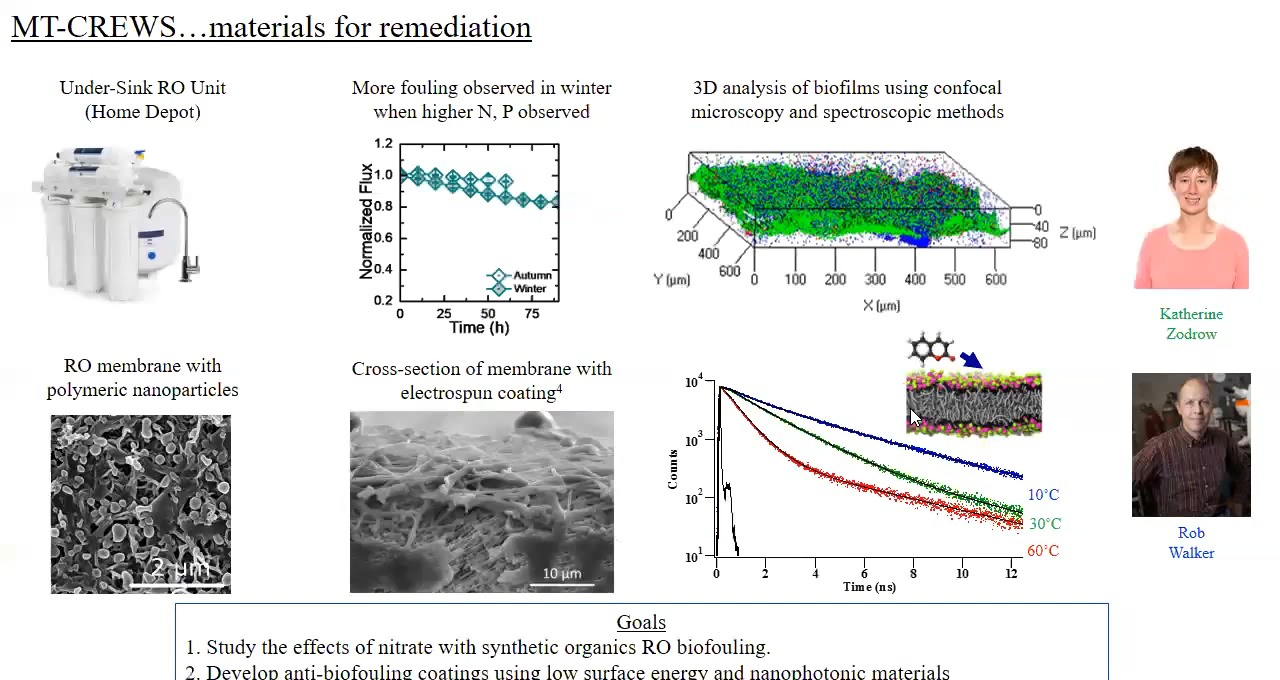 MT-CREWS…materials for remediation
Under-Sink RO Unit
(Home Depot)
More fouling observed in winter
when higher N, P observed
1.2
1.0
0.8
0.6
0.4
0.2
Normalized Flux
Autumn
Winter
0
25
50
75
Time (h)
3D analysis of biofilms using confocal
microscopy and spectroscopic methods
0
200
400
600
Y (µm)
0
100
200
300
400
500
600
X (µm)
0
40
80
Z (µm)
Katherine
Zodrow
RO membrane with
polymeric nanoparticles
2 µm
Cross-section of membrane with
electrospun coating4
10 µm
10⁴
10³
10²
10¹
Counts
0
2
4
6
8
10
12
Time (ns)
10°C
30°C
60°C
Rob
Walker
Goals
1. Study the effects of nitrate with synthetic organics RO biofouling.
2. Develop anti-biofouling coatings using low surface energy and nanophotonic materials